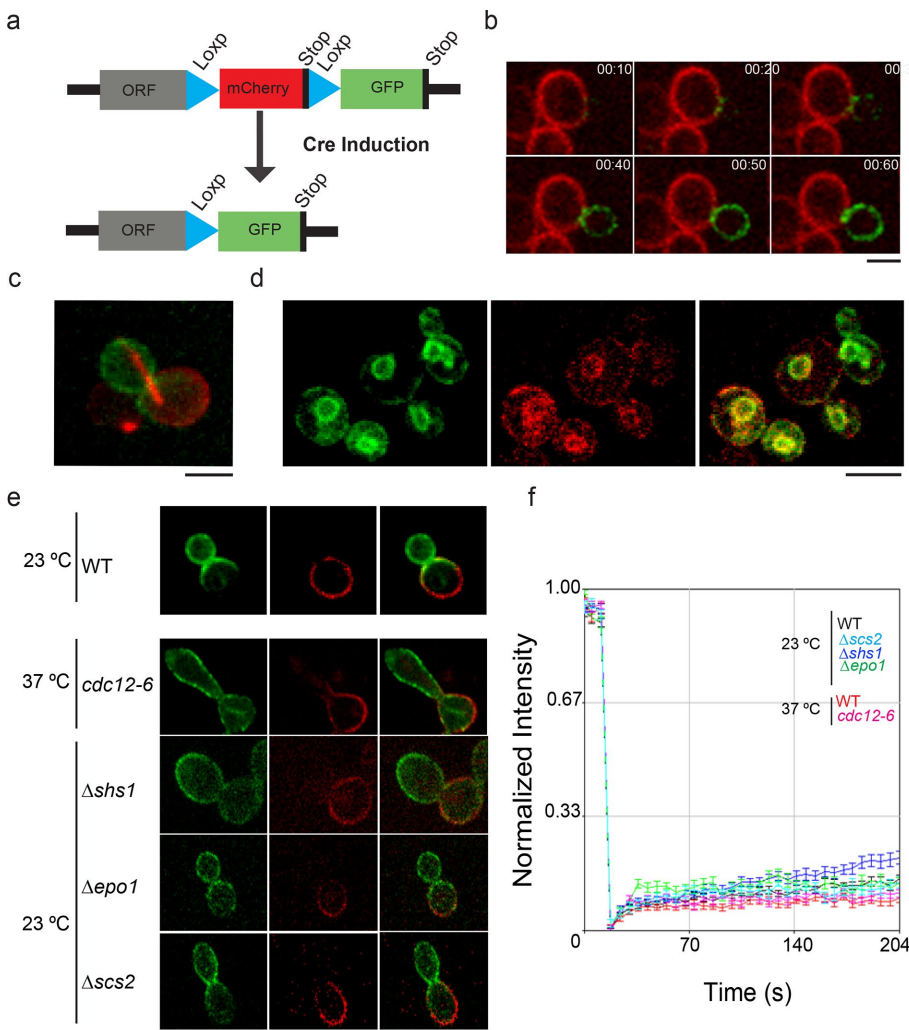 a
Loxp
Stop
Loxp
Stop
ORF
mCherry
GFP
Cre Induction
Loxp
Stop
ORF
GFP
b
00:10
00:20
00
00:40
00:50
00:60
c
d
e
23 ºC
WT
37 ºC
cdc12-6
Δshs1
Δepo1
23 ºC
Δscs2
f
Normalized Intensity
1.00
0.67
0.33
0
70
140
204
Time (s)
23 ºC
WT
Δscs2
Δshs1
Δepo1
37 ºC
WT
cdc12-6